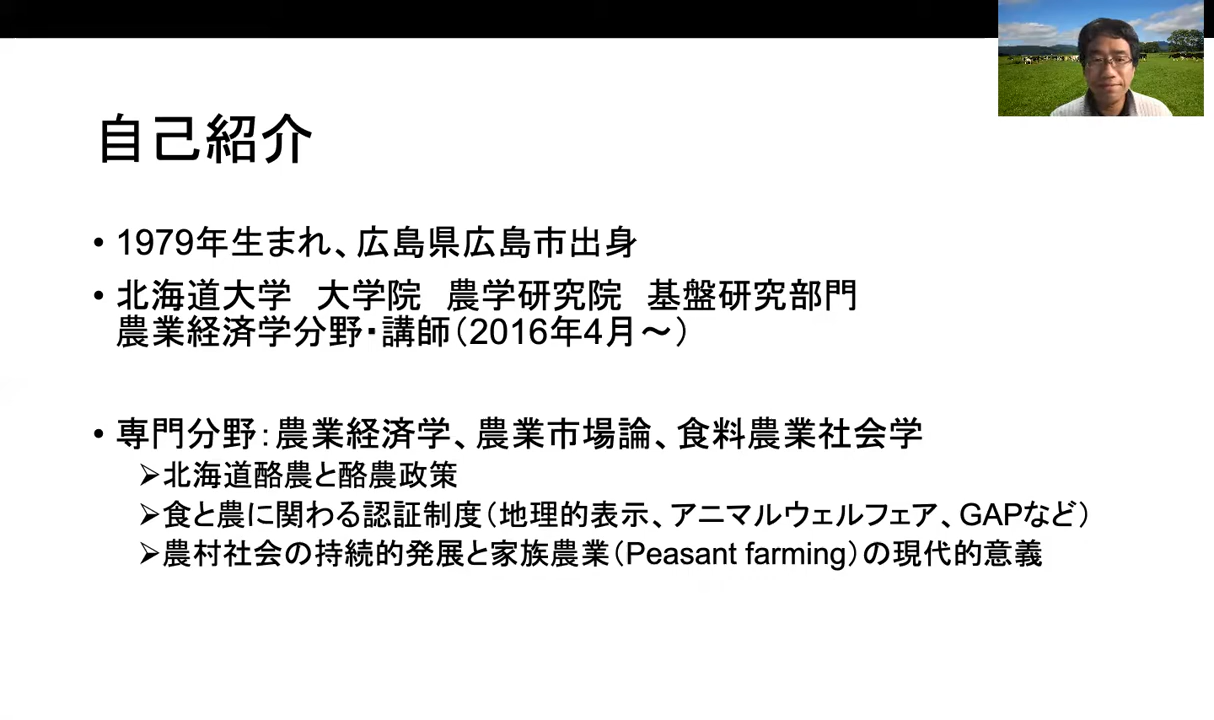 自己紹介
• 1979年生まれ、広島県広島市出身
• 北海道大学　大学院　農学研究院　基盤研究部門
農業経済学分野・講師（2016年4月～）
• 専門分野：農業経済学、農業市場論、食料農業社会学
➢北海道酪農と酪農政策
➢食と農に関わる認証制度（地理的表示、アニマルウェルフェア、GAPなど）
➢農村社会の持続的発展と家族農業（Peasant farming）の現代的意義